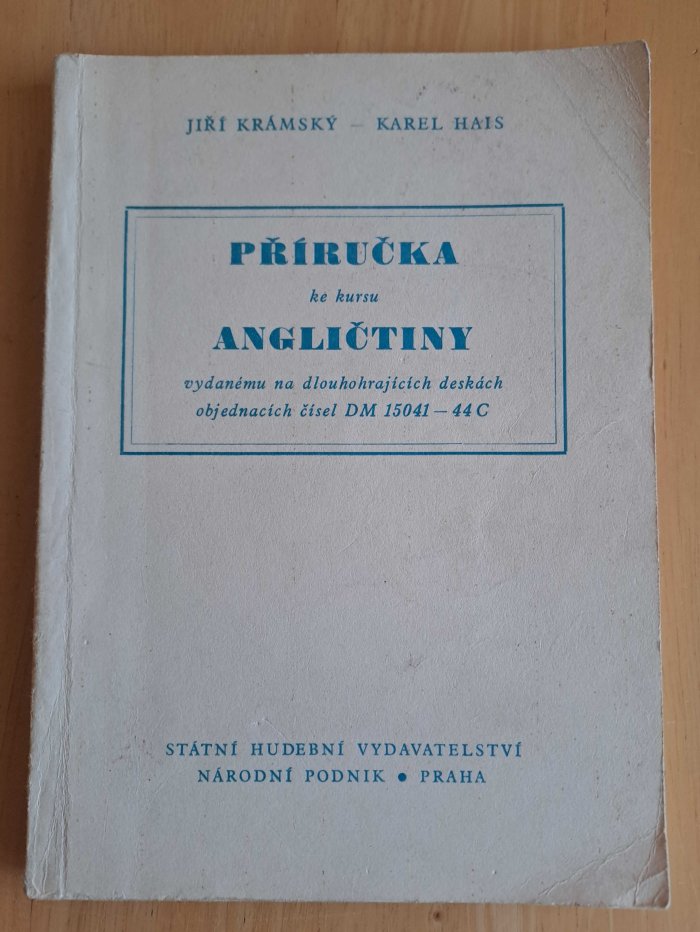 JIŘÍ KRÁMSKÝ – KAREL HAIS
PŘÍRUČKA
ke kursu
ANGLIČTINY
vydanému na dlouhohrajících deskách
objednacích čísel DM 15041 – 44 C
STÁTNÍ HUDEBNÍ VYDAVATELSTVÍ
NÁRODNÍ PODNIK • PRAHA